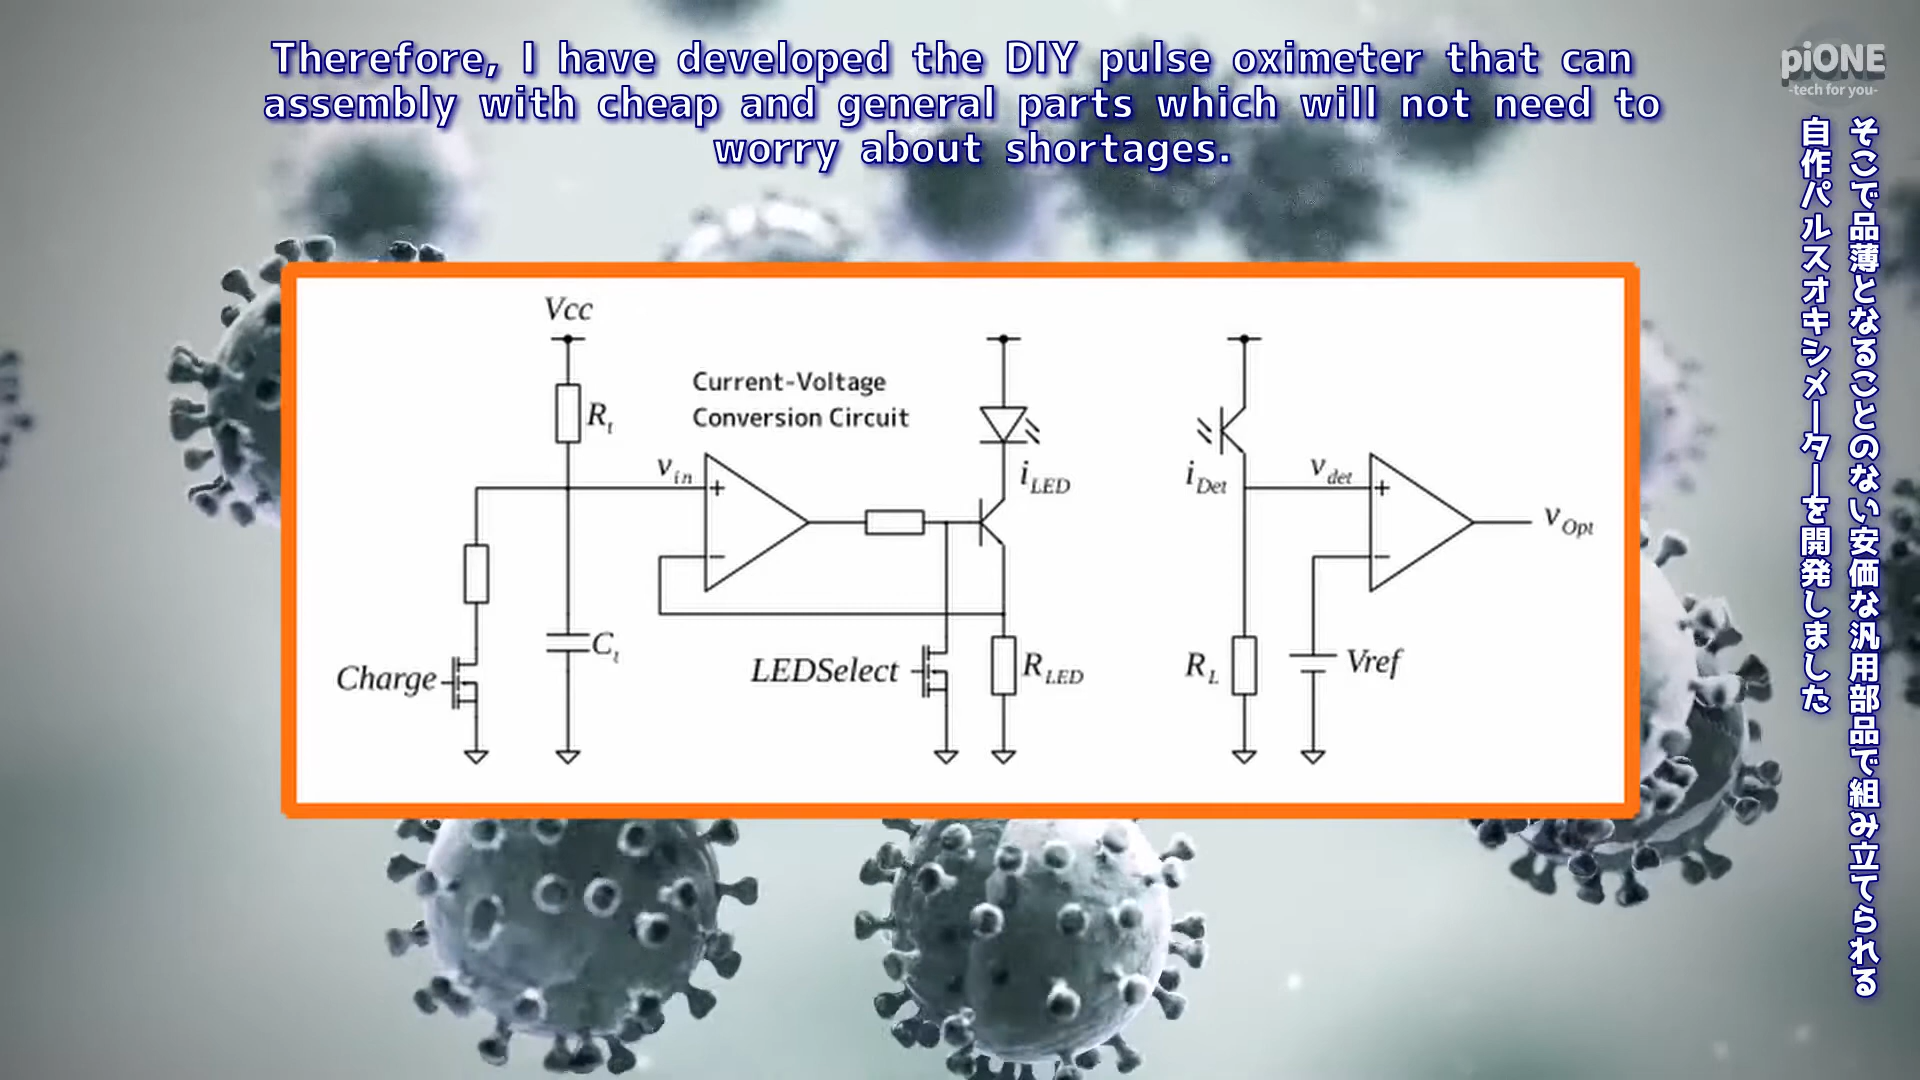 Therefore, I have developed the DIY pulse oximeter that can
assembly with cheap and general parts which will not need to
worry about shortages.
piONE
-tech for you-
そこで品薄となることのない安価な汎用部品で組み立てられる
自作パルスオキシメーターを開発しました
Vcc
Rt
Current-Voltage
Conversion Circuit
vin
+
−
iLED
iDet
vdet
+
−
vOpt
Charge
Ct
LEDSelect
RLED
RL
Vref